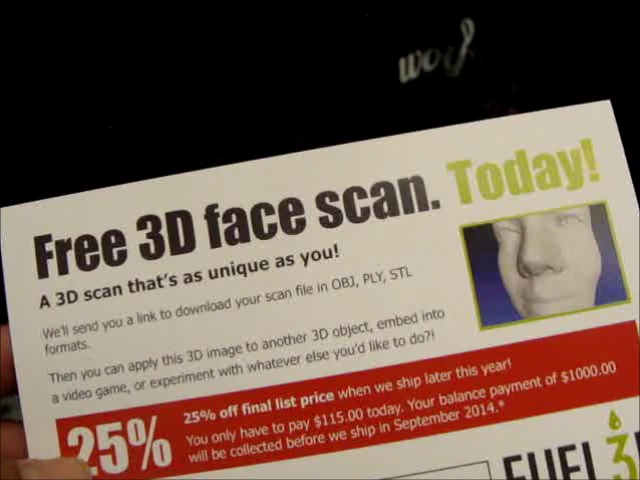 Free 3D face scan. Today!
A 3D scan that's as unique as you!
We'll send you a link to download your scan file in OBJ, PLY, STL
formats.
Then you can apply this 3D image to another 3D object, embed into
a video game, or experiment with whatever else you'd like to do?!
25%
25% off final list price when we ship later this year!
You only have to pay $115.00 today. Your balance payment of $1000.00
will be collected before we ship in September 2014.*
FUEL3